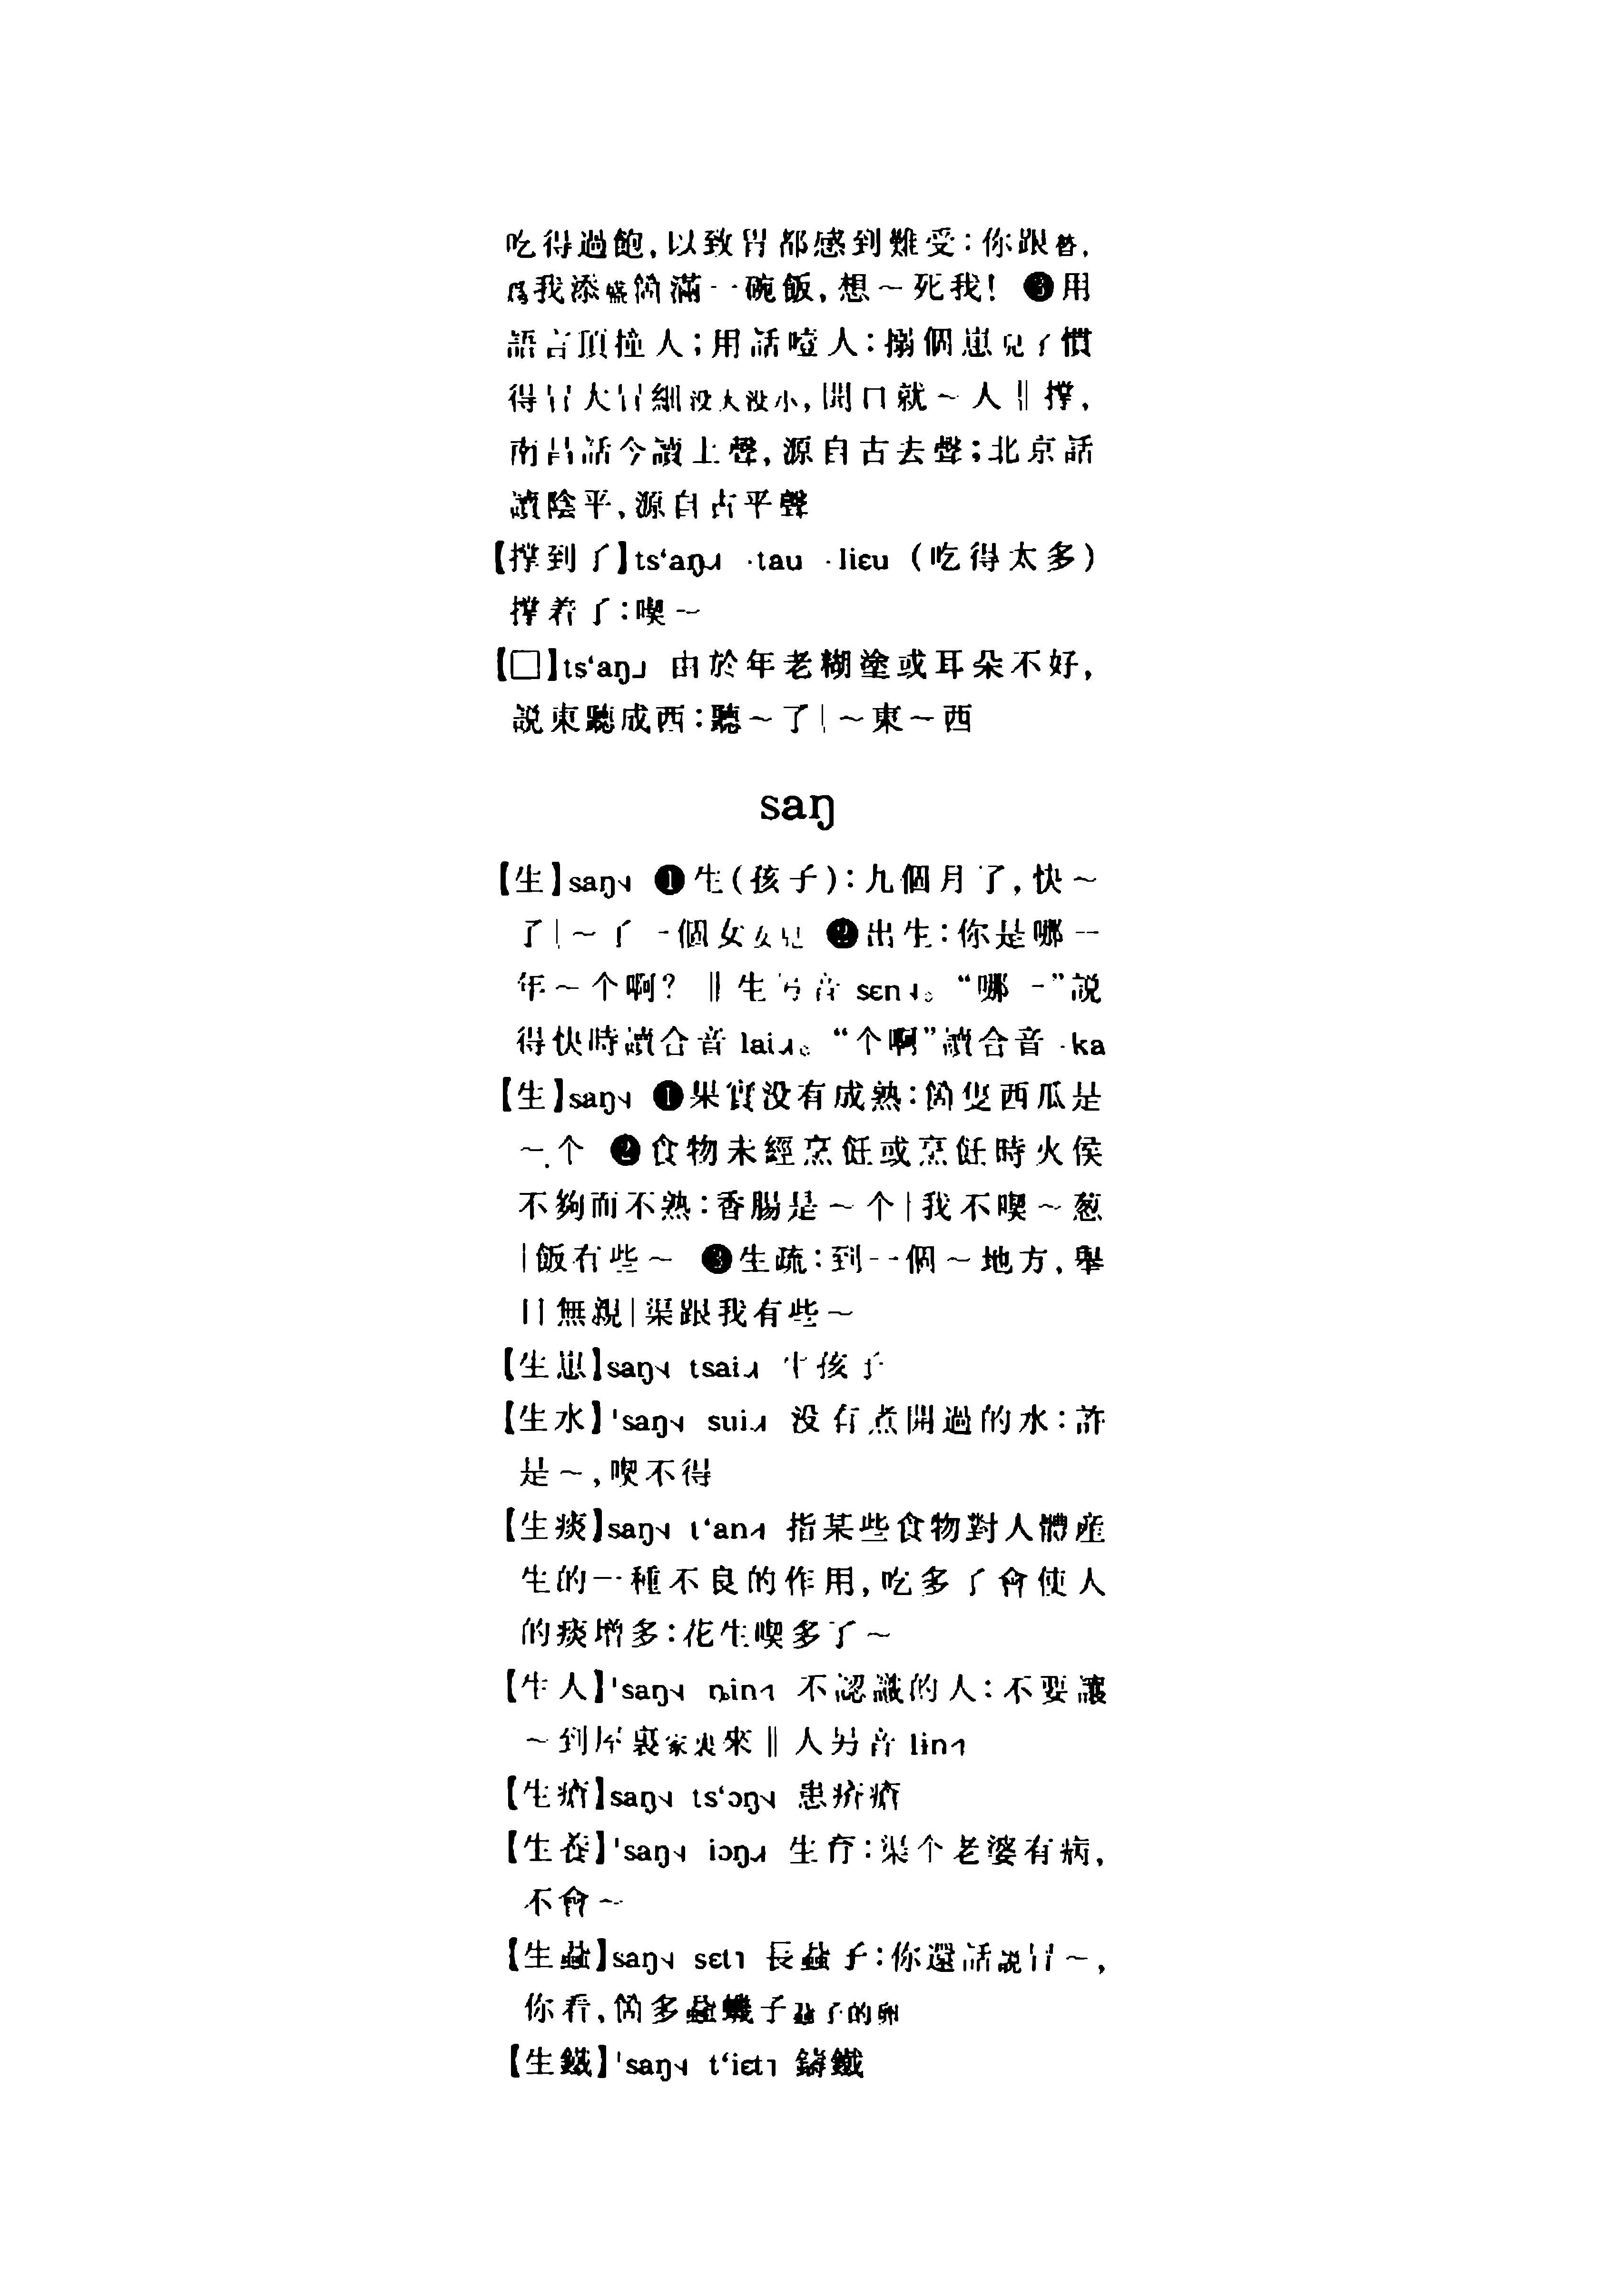 吃得過飽,以致胃都感到難受:你跟替,
爲我添盛箇滿一碗飯,想～死我! ❸用
語言頂撞人;用話噎人:搦個崽兒子慣
得冇大冇細没大没小,開口就～人‖撑,
南昌話今讀上聲,源自古去聲;北京話
讀陰平,源自古平聲
【撑到了】ts‘aŋ˩˧ ·tau ·liɛu (吃得太多)
撑着了:喫～
【□】ts‘aŋ˩ 由於年老糊塗或耳朵不好,
説東聽成西:聽～了|～東～西
saŋ
【生】saŋ˦˨ ❶生(孩子):九個月了,快～
了|～了一個女女兒 ❷出生:你是哪一
年～个啊? ‖生另音 sɛn˦˨。“哪一”説
得快時讀合音 lai˨˩˧。“个啊”讀合音 ·ka
【生】saŋ˦˨ ❶果實没有成熟:箇隻西瓜是
～个 ❷食物未經烹飪或烹飪時火侯
不夠而不熟:香腸是～个|我不喫～葱
|飯有些～ ❸生疏:到一個～地方,舉
目無親|渠跟我有些～
【生崽】saŋ˦˨ tsai˨˩˧ 生孩子
【生水】'saŋ˦˨ sui˨˩˧ 没有煮開過的水:許
是～,喫不得
【生痰】saŋ˦˨ t‘an˨˦ 指某些食物對人體産
生的一種不良的作用,吃多了會使人
的痰增多:花生喫多了～
【生人】'saŋ˦˨ ȵin˦˥ 不認識的人:不要讓
～到屋裏家裏來‖人另音 lin˦˥
【生瘡】saŋ˦˨ ts‘ɔŋ˦˨ 患疥瘡
【生養】'saŋ˦˨ iɔŋ˨˩˧ 生育:渠个老婆有病,
不會～
【生蝨】saŋ˦˨ sɛt˥ 長蝨子:你還話説冇～,
你看,箇多蝨蟣子蝨子的卵
【生鐵】'saŋ˦˨ t‘iɛt˥ 鑄鐵